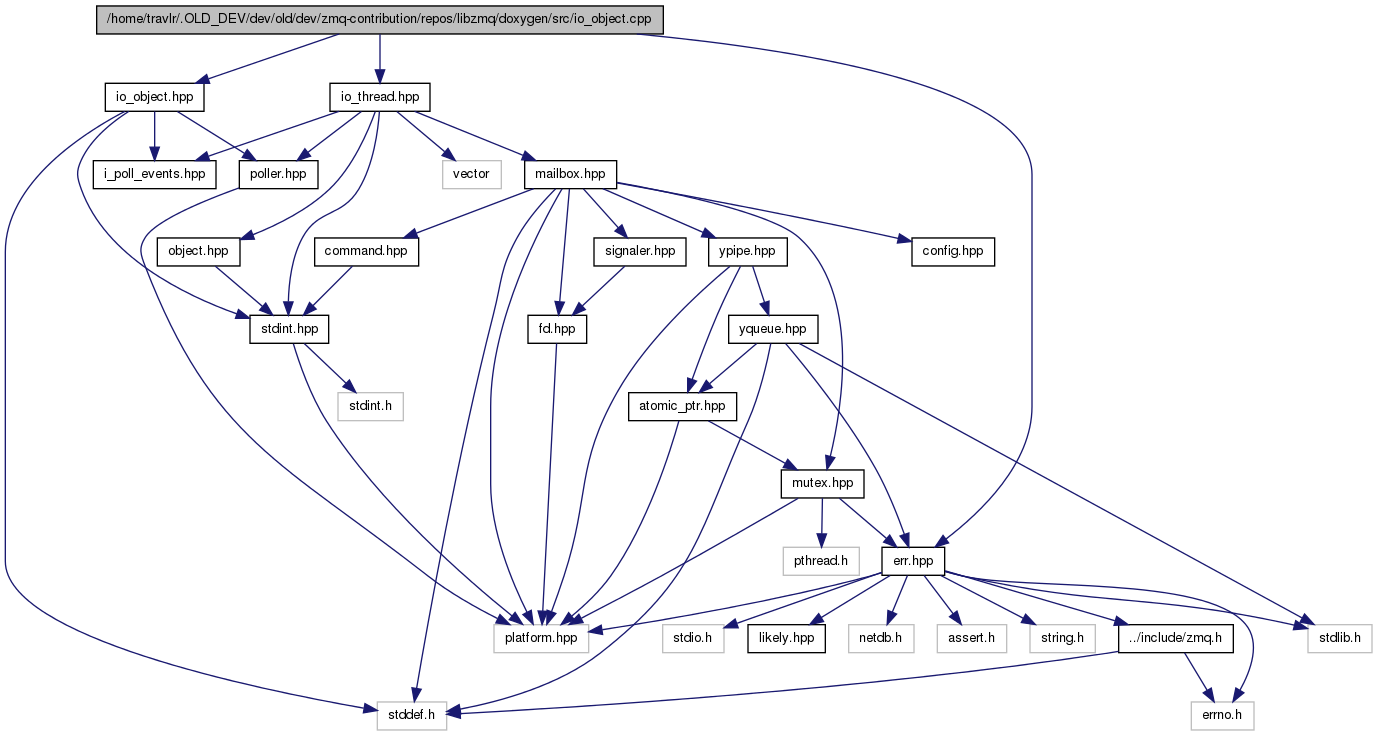 /home/travlr/.OLD_DEV/dev/old/dev/zmq-contribution/repos/libzmq/doxygen/src/io_object.cpp
io_object.hpp
io_thread.hpp
i_poll_events.hpp
poller.hpp
vector
mailbox.hpp
object.hpp
command.hpp
signaler.hpp
ypipe.hpp
config.hpp
stdint.hpp
fd.hpp
yqueue.hpp
stdint.h
atomic_ptr.hpp
mutex.hpp
pthread.h
err.hpp
platform.hpp
stdio.h
likely.hpp
netdb.h
assert.h
string.h
../include/zmq.h
stdlib.h
stddef.h
errno.h